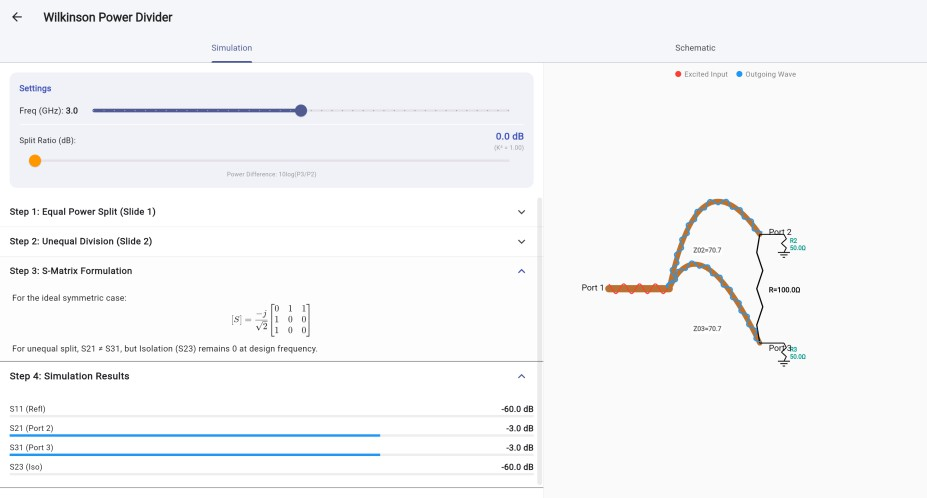 Wilkinson Power Divider
Simulation
Schematic
Settings
Freq (GHz): 3.0
Split Ratio (dB):
0.0 dB
(K² = 1.00)
Power Difference: 10log(P3/P2)
Step 1: Equal Power Split (Slide 1)
Step 2: Unequal Division (Slide 2)
Step 3: S-Matrix Formulation
For the ideal symmetric case:
[S] = -j/√2 [0 1 1
1 0 0
1 0 0]
For unequal split, S21 ≠ S31, but Isolation (S23) remains 0 at design frequency.
Step 4: Simulation Results
S11 (Refl) -60.0 dB
S21 (Port 2) -3.0 dB
S31 (Port 3) -3.0 dB
S23 (Iso) -60.0 dB
Excited Input
Outgoing Wave
Port 2
R2
50.0Ω
Z02=70.7
Port 1
R=100.0Ω
Z03=70.7
Port 3
R3
50.0Ω